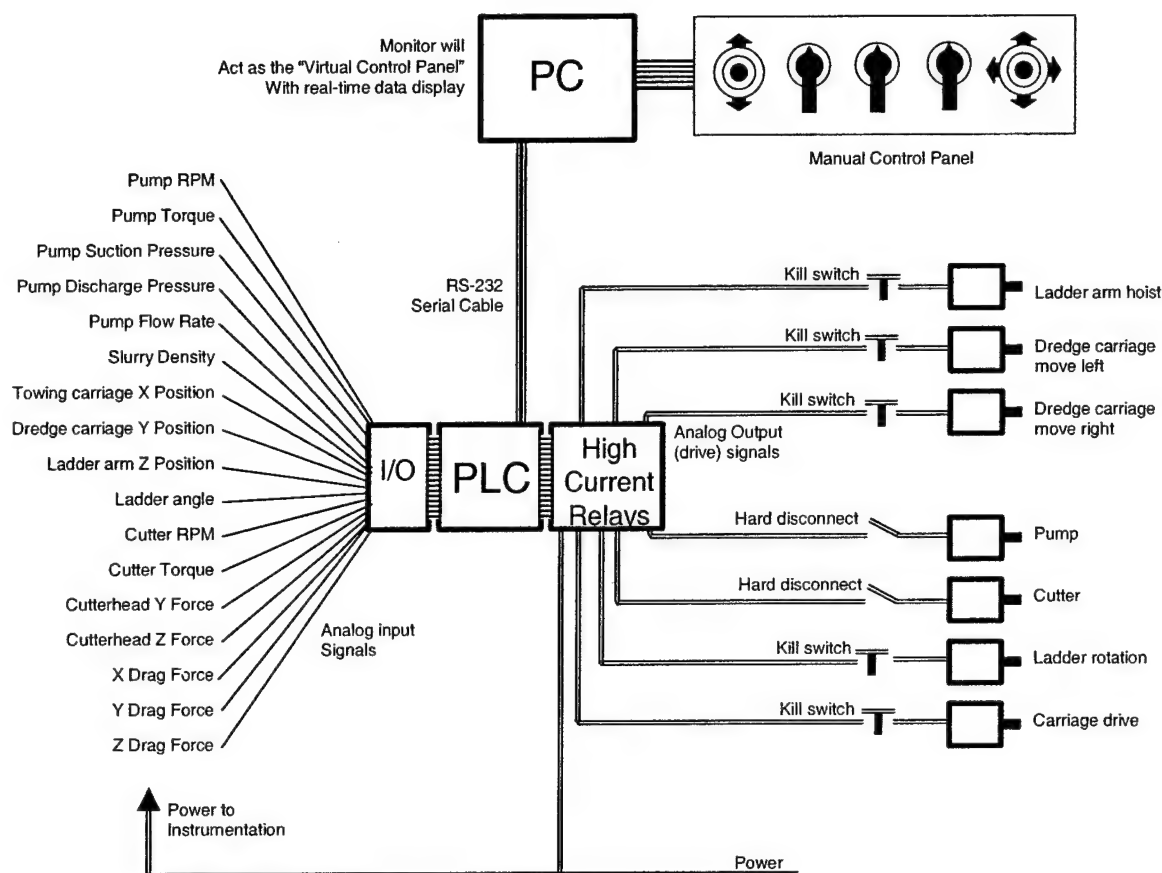 Monitor will
Act as the "Virtual Control Panel"
With real-time data display
PC
Manual Control Panel
Pump RPM
Pump Torque
Pump Suction Pressure
Pump Discharge Pressure
Pump Flow Rate
Slurry Density
Towing carriage X Position
Dredge carriage Y Position
Ladder arm Z Position
Ladder angle
Cutter RPM
Cutter Torque
Cutterhead Y Force
Cutterhead Z Force
X Drag Force
Y Drag Force
Z Drag Force
Analog input
Signals
RS-232
Serial Cable
I/O
PLC
High
Current
Relays
Analog Output
(drive) signals
Kill switch
Ladder arm hoist
Kill switch
Dredge carriage
move left
Kill switch
Dredge carriage
move right
Hard disconnect
Pump
Hard disconnect
Cutter
Kill switch
Ladder rotation
Kill switch
Carriage drive
Power to
Instrumentation
Power